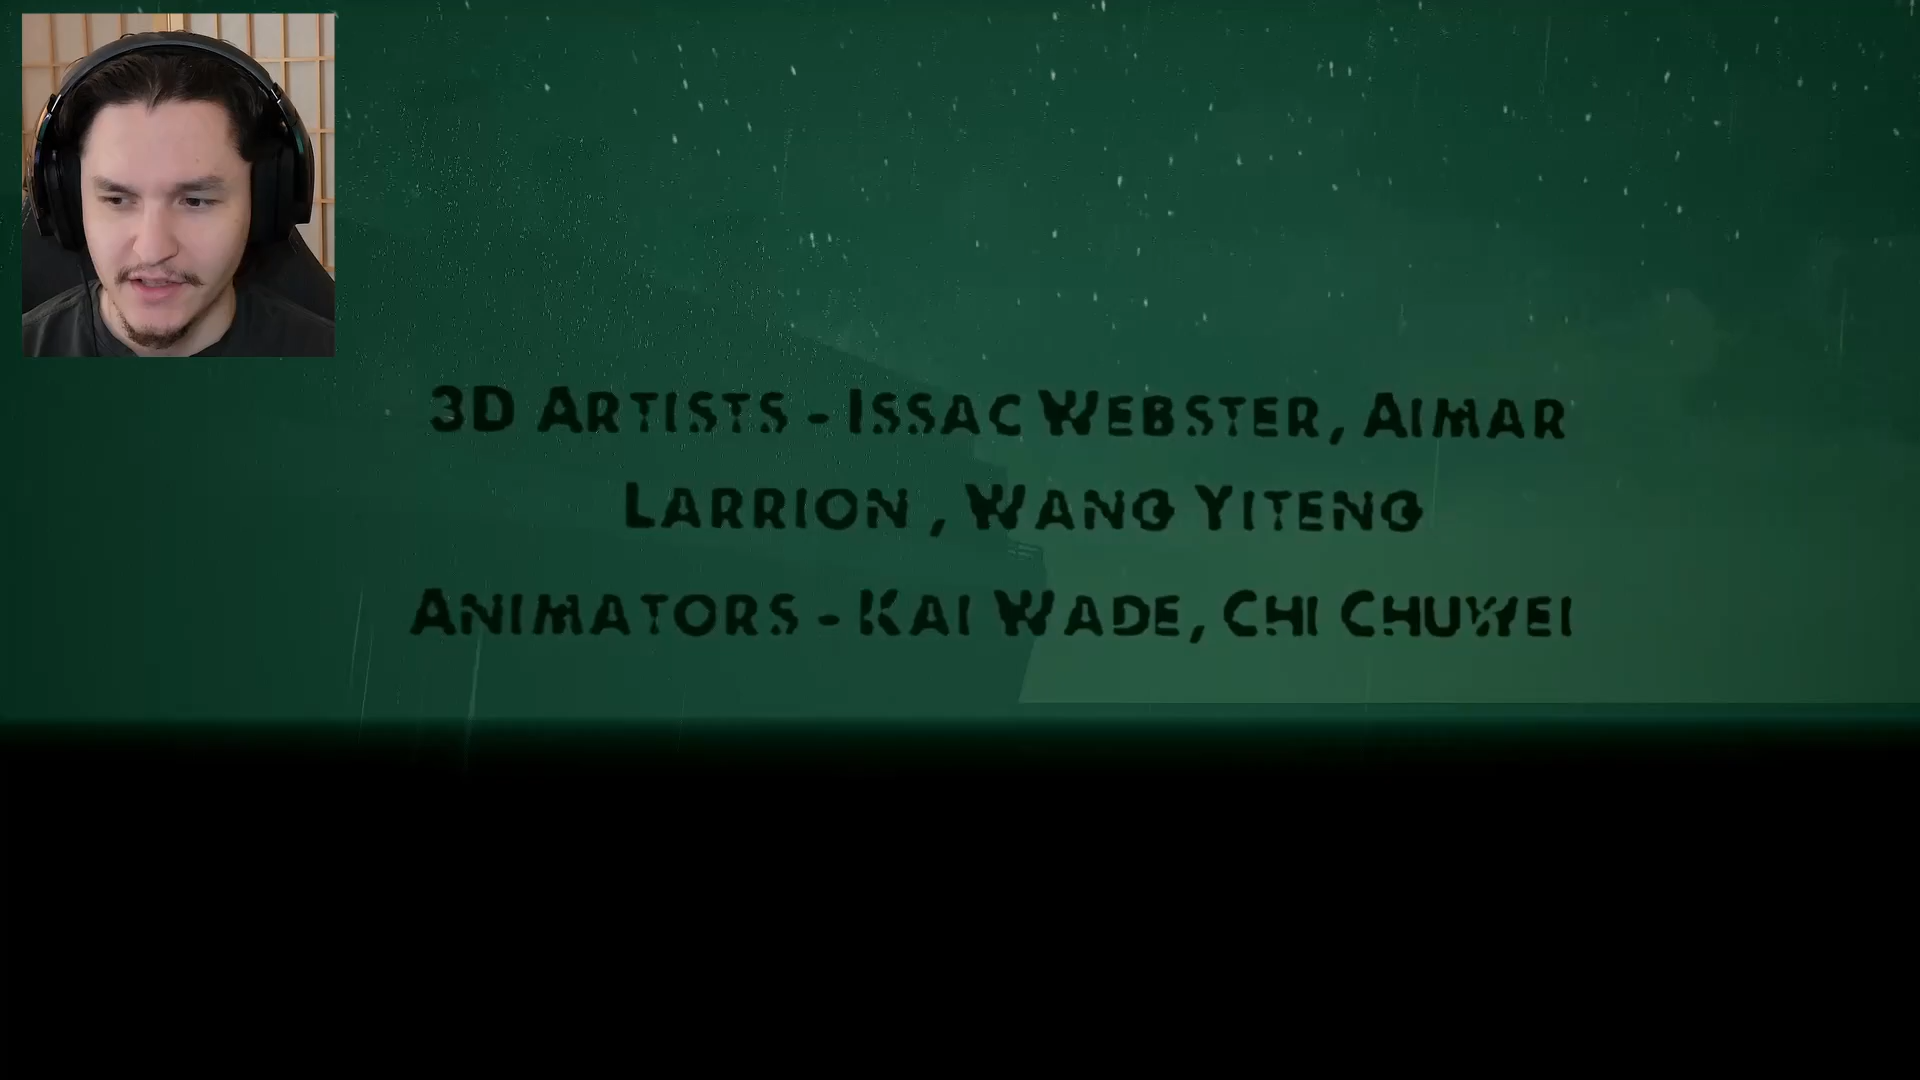 3D Artists - Issac Webster, Aimar
Larrion , Wang Yiteng
Animators - Kai Wade, Chi Chuwei